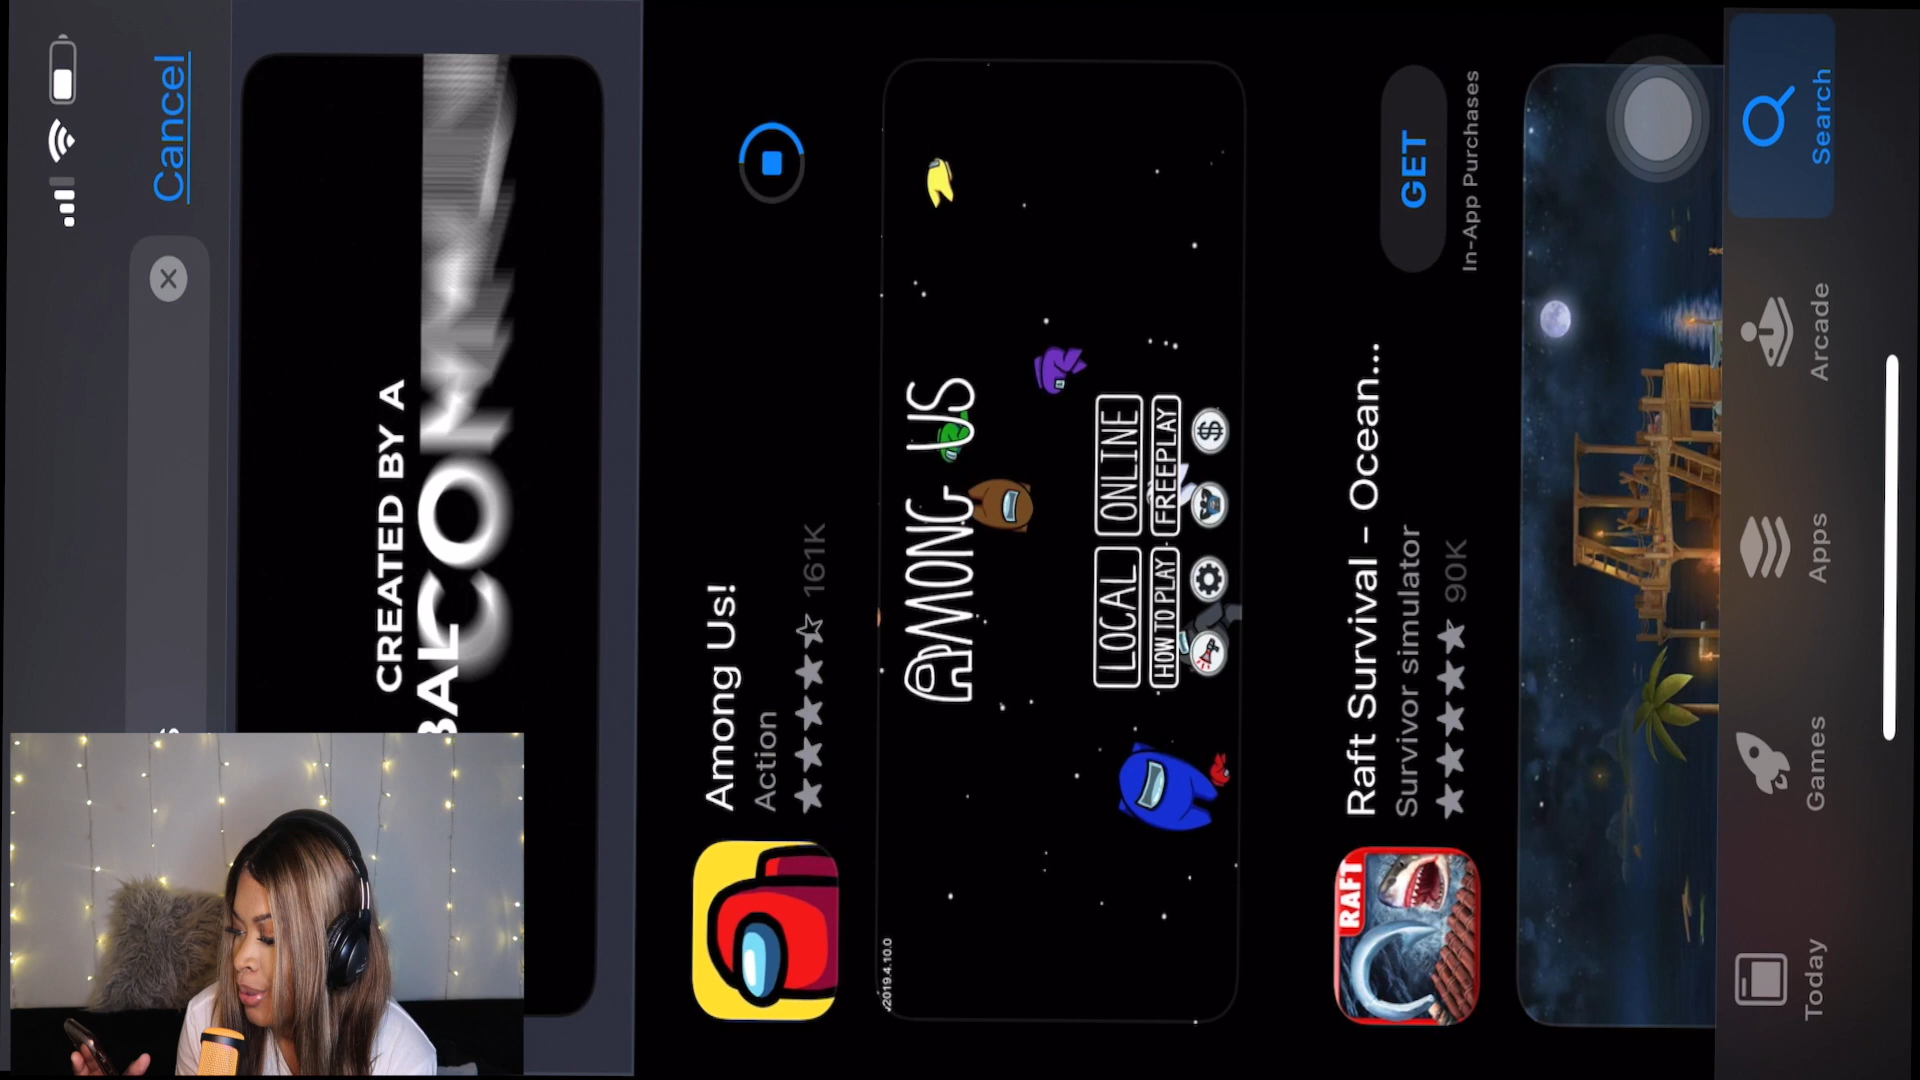 Cancel
CREATED BY A
BALCONY
Among Us!
Action
161K
AMONG US
LOCAL
ONLINE
HOW TO PLAY
FREEPLAY
v2019.4.10.0
RAFT
Raft Survival - Ocean...
Survivor simulator
90K
GET
In-App Purchases
Today
Games
Apps
Arcade
Search